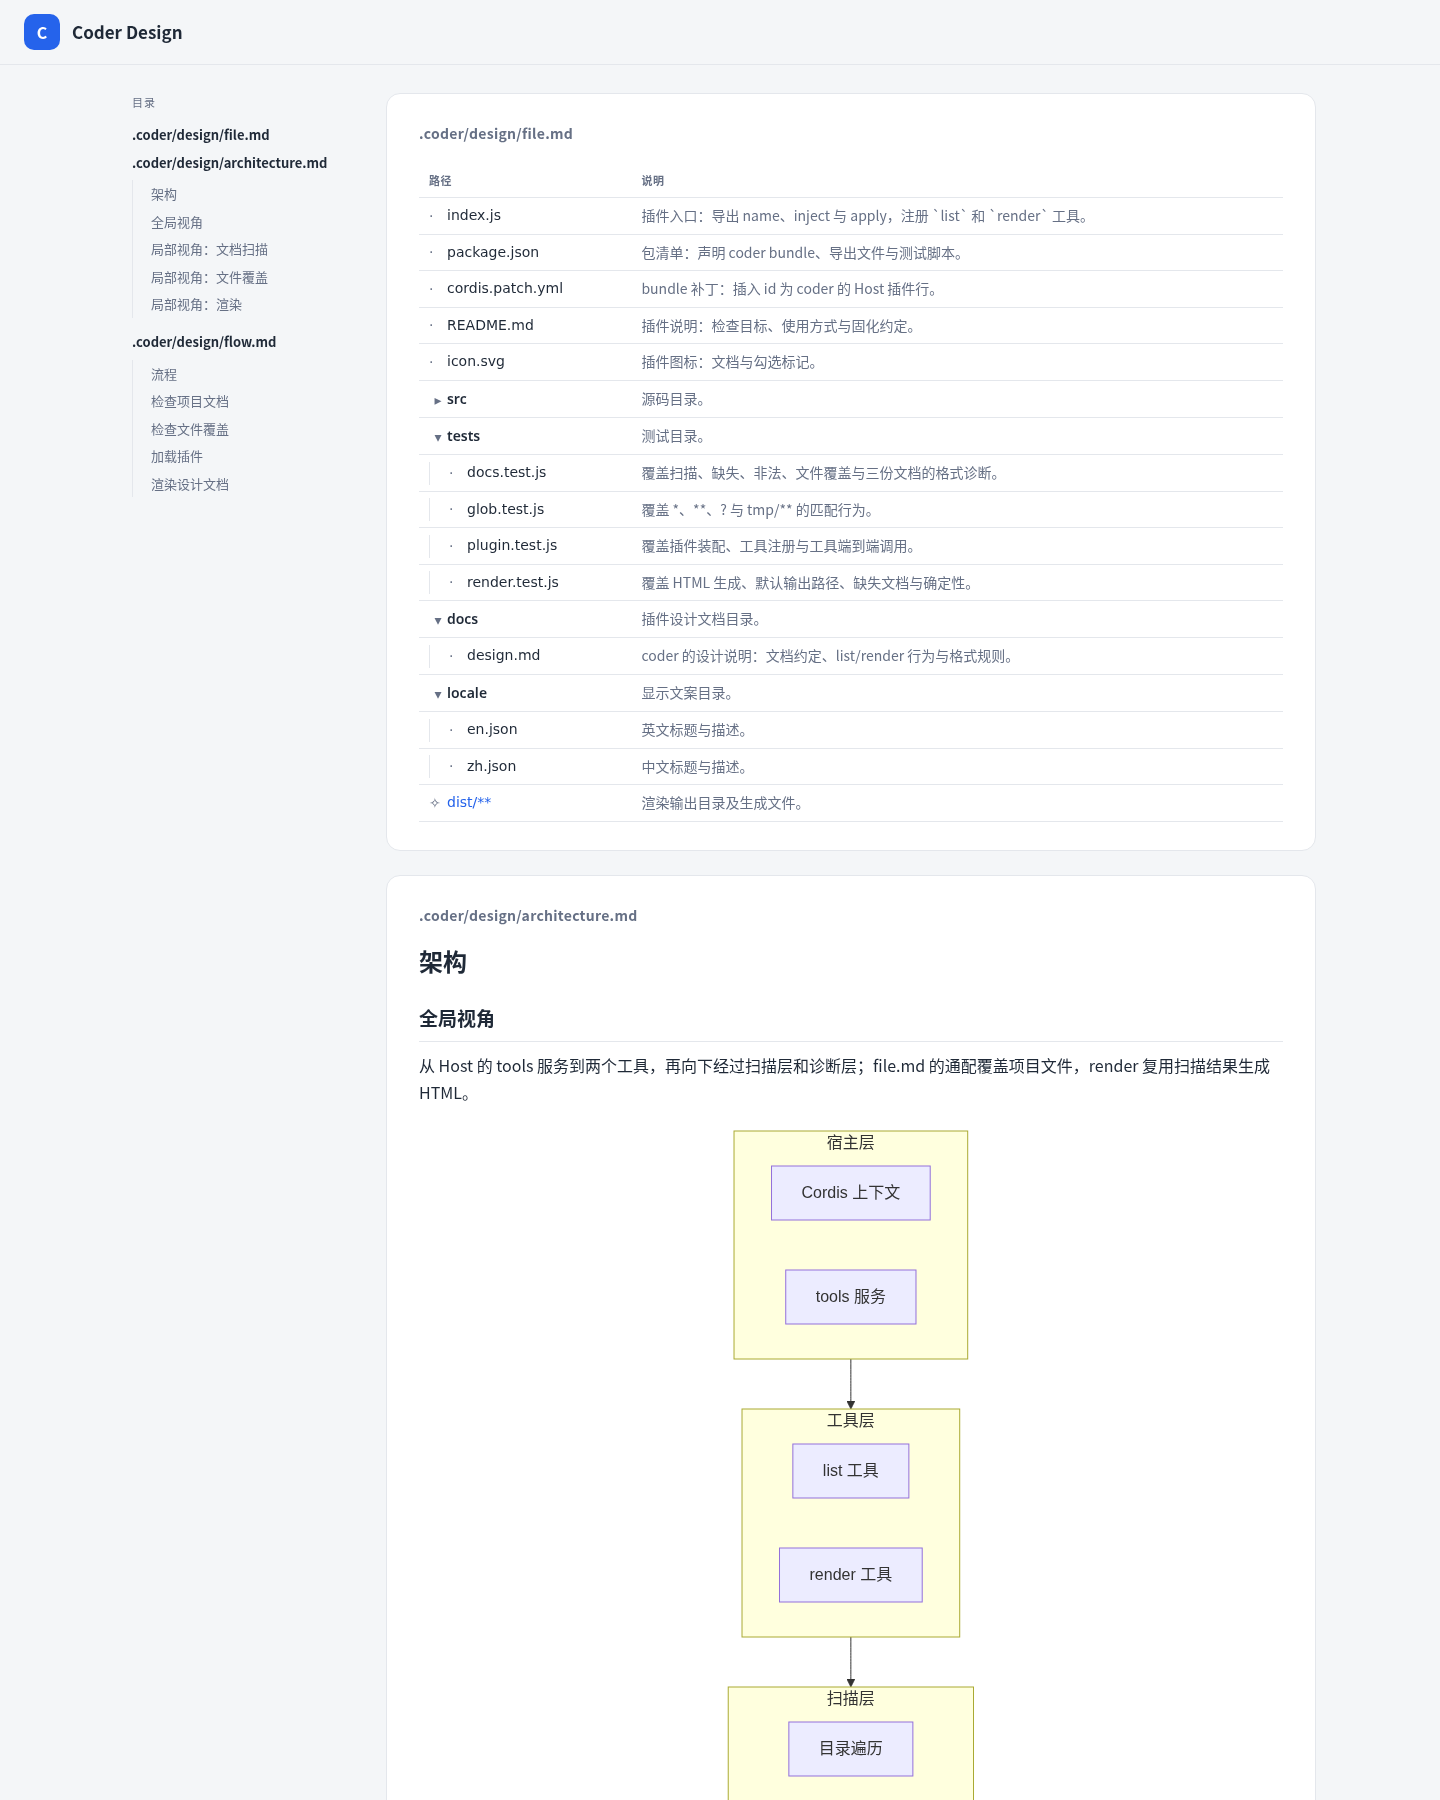 C Coder Design
目录
.coder/design/file.md
.coder/design/architecture.md
架构
全局视角
局部视角：文档扫描
局部视角：文件覆盖
局部视角：渲染
.coder/design/flow.md
流程
检查项目文档
检查文件覆盖
加载插件
渲染设计文档
.coder/design/file.md
路径 说明
· index.js 插件入口：导出 name、inject 与 apply，注册 `list` 和 `render` 工具。
· package.json 包清单：声明 coder bundle、导出文件与测试脚本。
· cordis.patch.yml bundle 补丁：插入 id 为 coder 的 Host 插件行。
· README.md 插件说明：检查目标、使用方式与固化约定。
· icon.svg 插件图标：文档与勾选标记。
▸ src 源码目录。
▾ tests 测试目录。
· docs.test.js 覆盖扫描、缺失、非法、文件覆盖与三份文档的格式诊断。
· glob.test.js 覆盖 *、**、? 与 tmp/** 的匹配行为。
· plugin.test.js 覆盖插件装配、工具注册与工具端到端调用。
· render.test.js 覆盖 HTML 生成、默认输出路径、缺失文档与确定性。
▾ docs 插件设计文档目录。
· design.md coder 的设计说明：文档约定、list/render 行为与格式规则。
▾ locale 显示文案目录。
· en.json 英文标题与描述。
· zh.json 中文标题与描述。
✧ dist/** 渲染输出目录及生成文件。
.coder/design/architecture.md
架构
全局视角
从 Host 的 tools 服务到两个工具，再向下经过扫描层和诊断层；file.md 的通配覆盖项目文件，render 复用扫描结果生成
HTML。
宿主层
Cordis 上下文
tools 服务
工具层
list 工具
render 工具
扫描层
目录遍历